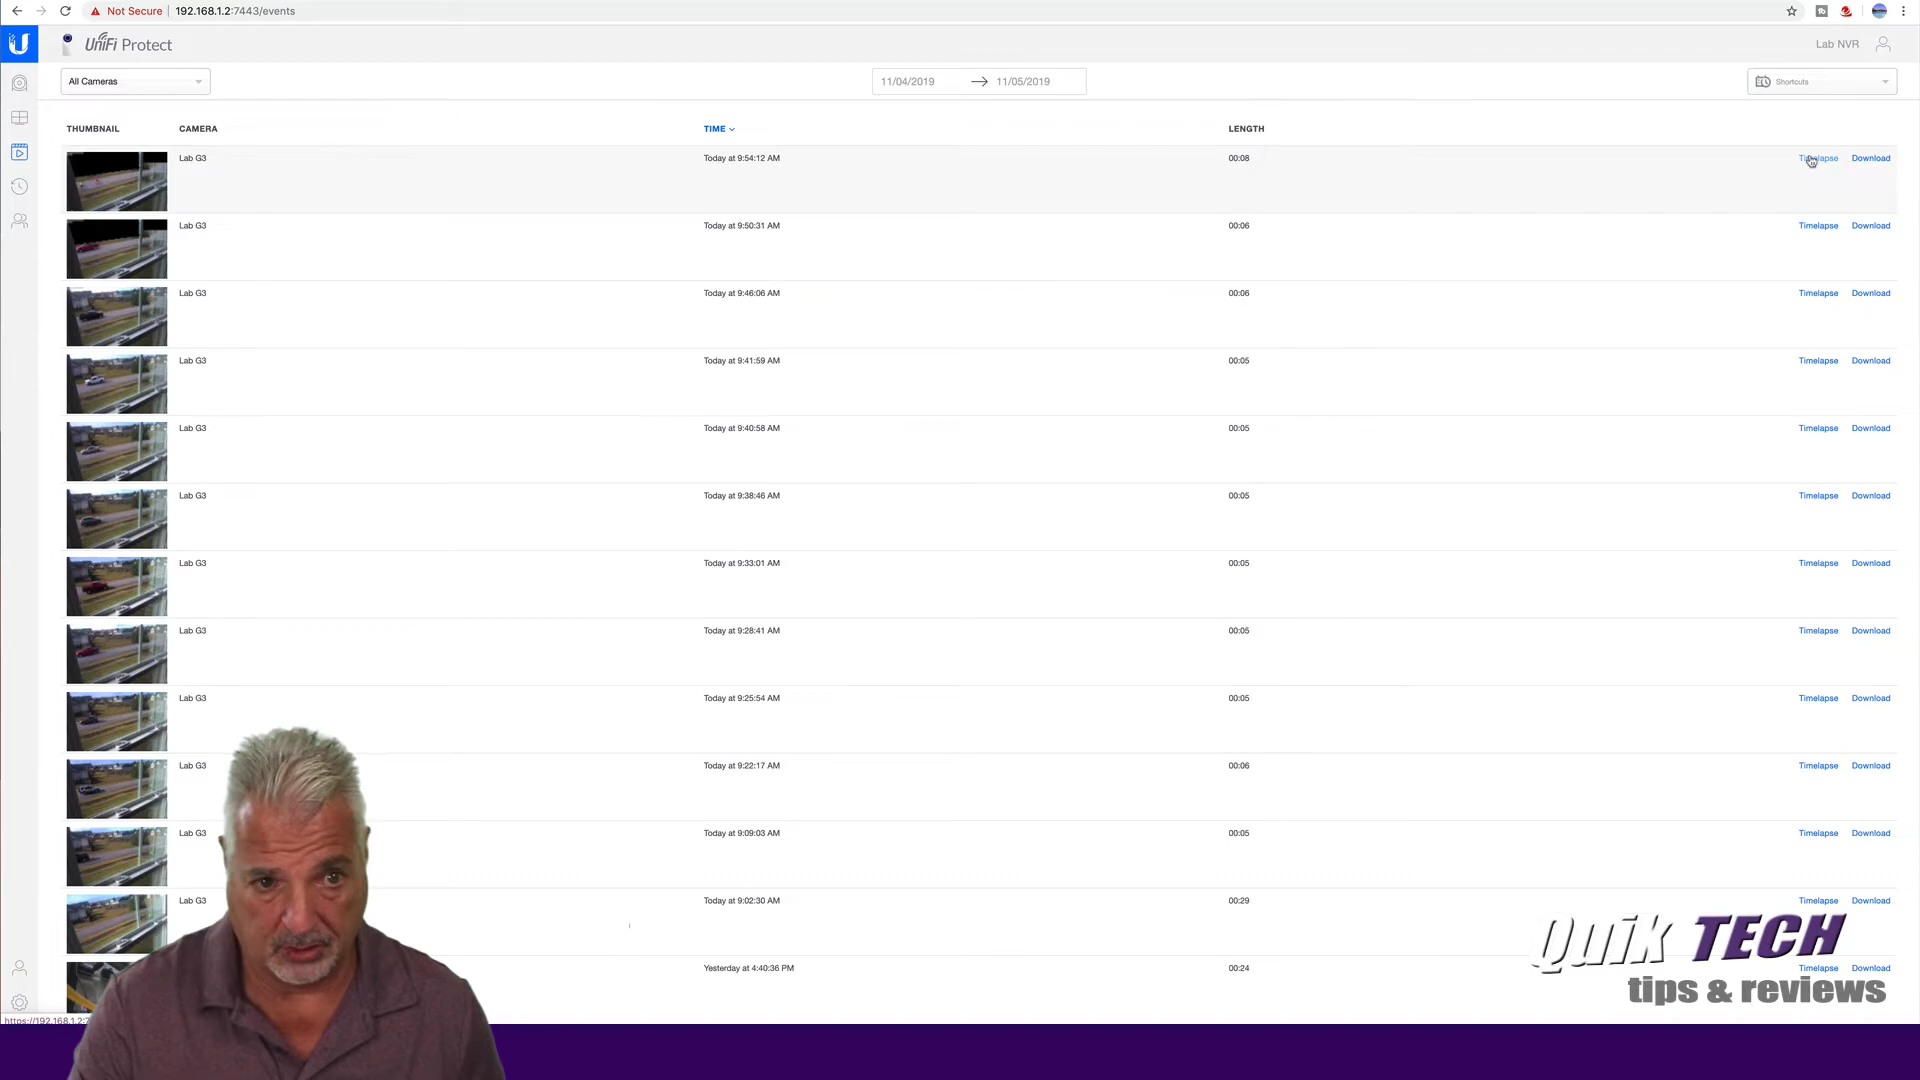 Not Secure | 192.168.1.2:7443/events
UniFi Protect
Lab NVR
All Cameras
11/04/2019 → 11/05/2019
Shortcuts
THUMBNAIL CAMERA TIME LENGTH
Lab G3 Today at 9:54:12 AM 00:08 Timelapse Download
Lab G3 Today at 9:50:31 AM 00:06 Timelapse Download
Lab G3 Today at 9:46:06 AM 00:06 Timelapse Download
Lab G3 Today at 9:41:59 AM 00:05 Timelapse Download
Lab G3 Today at 9:40:58 AM 00:05 Timelapse Download
Lab G3 Today at 9:38:46 AM 00:05 Timelapse Download
Lab G3 Today at 9:33:01 AM 00:05 Timelapse Download
Lab G3 Today at 9:28:41 AM 00:05 Timelapse Download
Lab G3 Today at 9:25:54 AM 00:05 Timelapse Download
Lab G3 Today at 9:22:17 AM 00:06 Timelapse Download
Lab G3 Today at 9:09:03 AM 00:05 Timelapse Download
Lab G3 Today at 9:02:30 AM 00:29 Timelapse Download
Yesterday at 4:40:36 PM 00:24 Timelapse Download
Quik TECH
tips & reviews
https://192.168.1.2:7